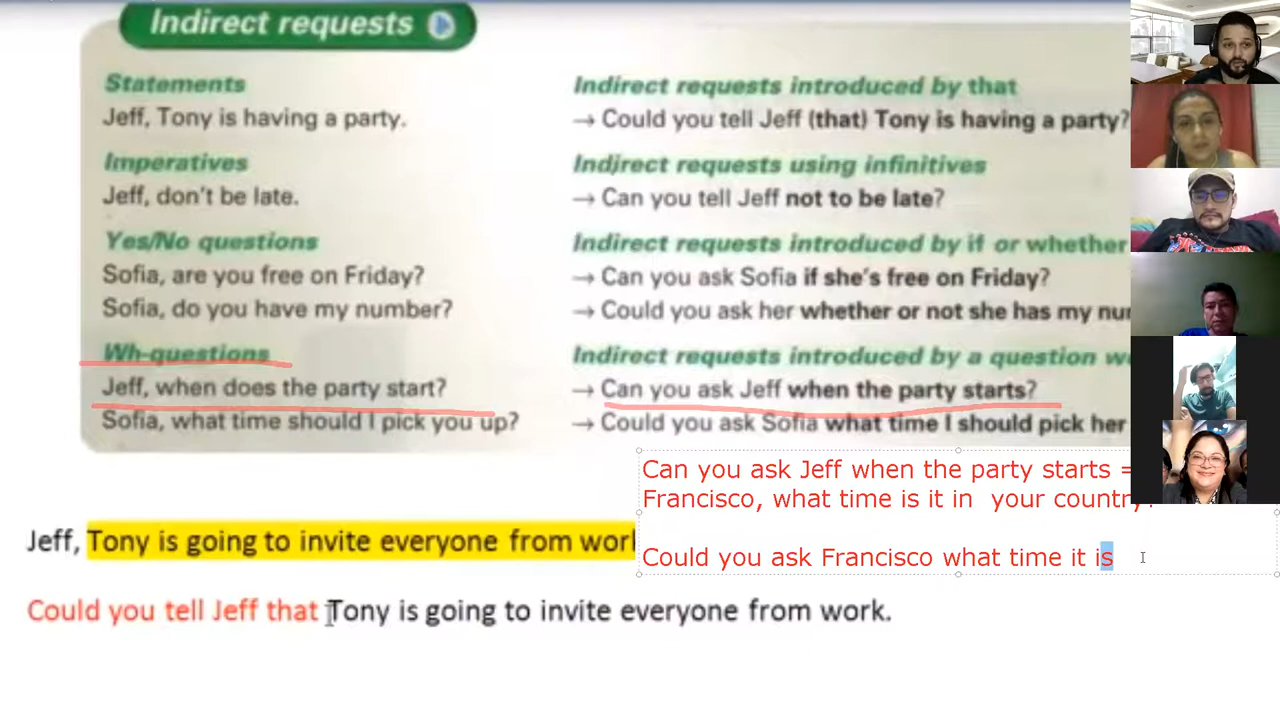 Indirect requests
Statements
Jeff, Tony is having a party.
Imperatives
Jeff, don't be late.
Yes/No questions
Sofia, are you free on Friday?
Sofia, do you have my number?
Wh-questions
Jeff, when does the party start?
Sofia, what time should I pick you up?
Indirect requests introduced by that
→ Could you tell Jeff (that) Tony is having a party?
Indirect requests using infinitives
→ Can you tell Jeff not to be late?
Indirect requests introduced by if or whether
→ Can you ask Sofia if she's free on Friday?
→ Could you ask her whether or not she has my
Indirect requests introduced by a question
→ Can you ask Jeff when the party starts?
→ Could you ask Sofia what time I should pick her
Can you ask Jeff when the party starts =
Francisco, what time is it in your country
Could you ask Francisco what time it is
Jeff, Tony is going to invite everyone from
Could you tell Jeff that Tony is going to invite everyone from work.